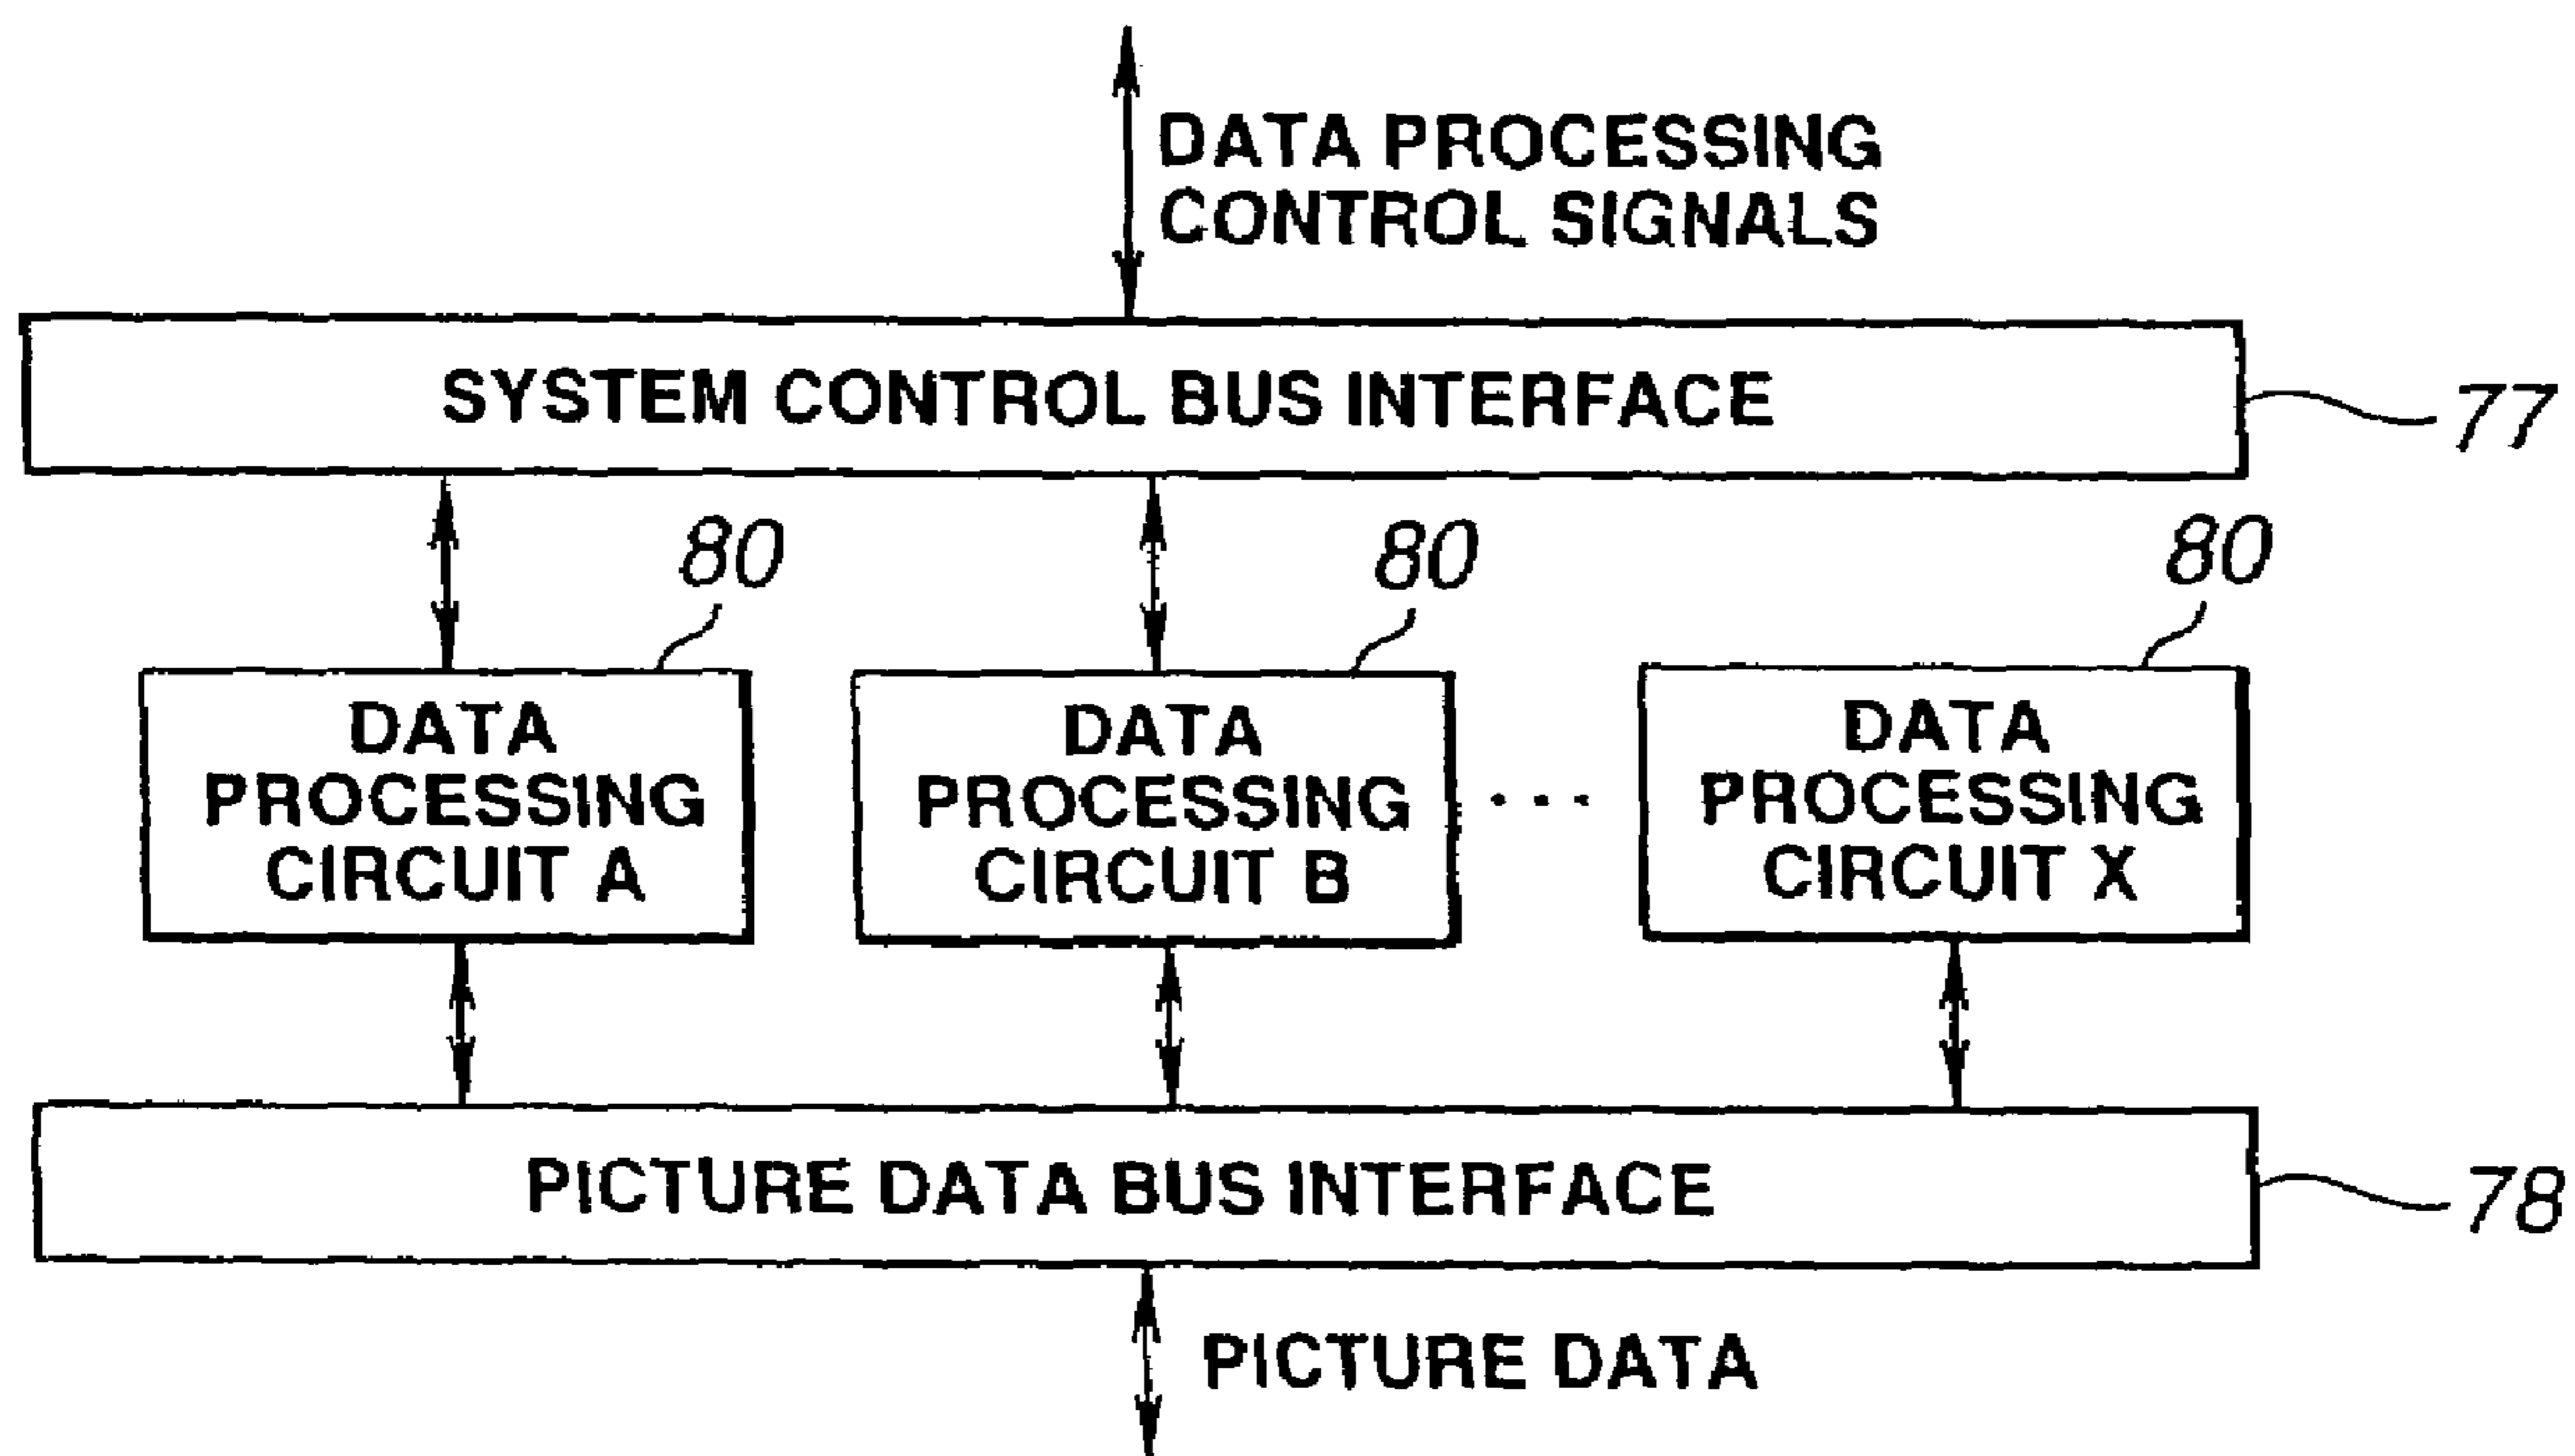 DATA PROCESSING
CONTROL SIGNALS
SYSTEM CONTROL BUS INTERFACE
77
80
80
80
DATA
PROCESSING
CIRCUIT A
DATA
PROCESSING
CIRCUIT B
...
DATA
PROCESSING
CIRCUIT X
PICTURE DATA BUS INTERFACE
78
PICTURE DATA